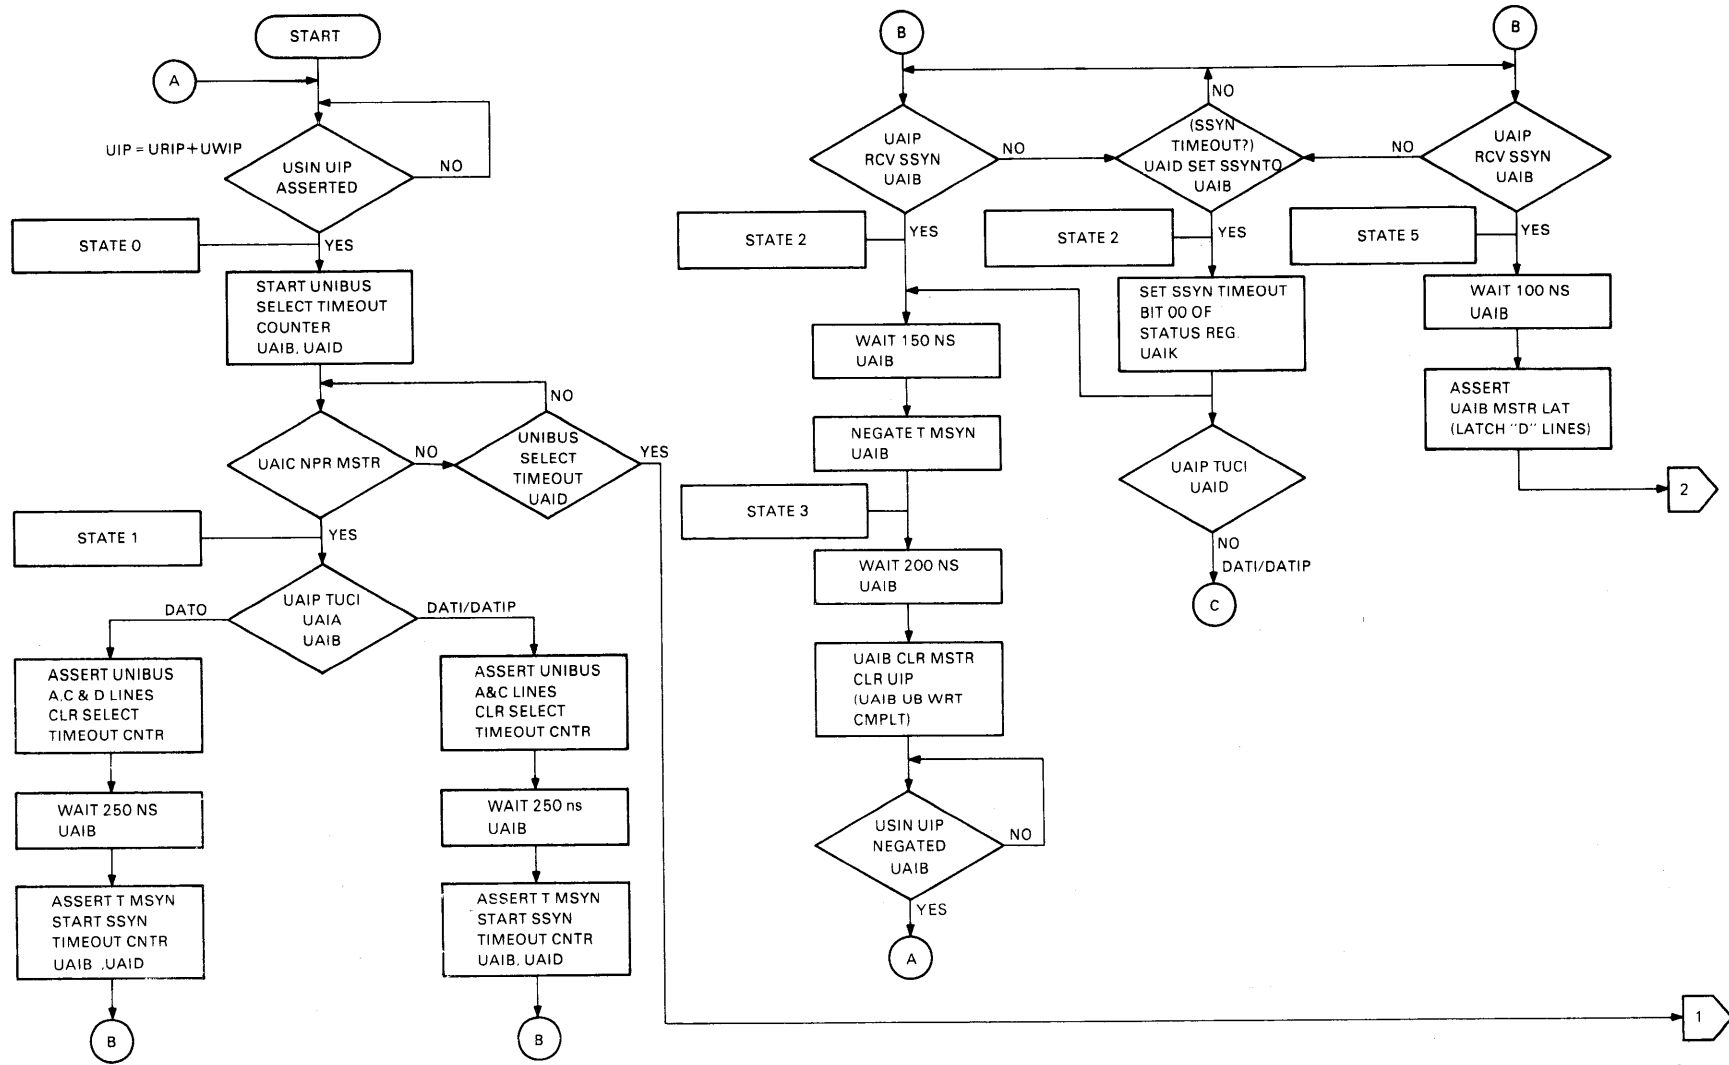 START
A
UIP = URIP+UWIP
USIN UIP
ASSERTED
NO
STATE 0
YES
START UNIBUS
SELECT TIMEOUT
COUNTER
UAIB, UAID
NO
UAIC NPR MSTR
NO
UNIBUS
SELECT
TIMEOUT
UAID
YES
STATE 1
YES
UAIP TUCI
UAIA
UAIB
DATO
DATI/DATIP
ASSERT UNIBUS
A,C & D LINES
CLR SELECT
TIMEOUT CNTR
WAIT 250 NS
UAIB
ASSERT T MSYN
START SSYN
TIMEOUT CNTR
UAIB ,UAID
B
ASSERT UNIBUS
A&C LINES
CLR SELECT
TIMEOUT CNTR
WAIT 250 ns
UAIB
ASSERT T MSYN
START SSYN
TIMEOUT CNTR
UAIB, UAID
B
B
UAIP
RCV SSYN
UAIB
NO
STATE 2
YES
WAIT 150 NS
UAIB
NEGATE T MSYN
UAIB
STATE 3
WAIT 200 NS
UAIB
UAIB CLR MSTR
CLR UIP
(UAIB UB WRT
CMPLT)
USIN UIP
NEGATED
UAIB
NO
YES
A
NO
(SSYN
TIMEOUT?)
UAID SET SSYNTO
UAIB
STATE 2
YES
SET SSYN TIMEOUT
BIT 00 OF
STATUS REG.
UAIK
UAIP TUCI
UAID
NO
DATI/DATIP
C
B
UAIP
RCV SSYN
UAIB
NO
STATE 5
YES
WAIT 100 NS
UAIB
ASSERT
UAIB MSTR LAT
(LATCH "D" LINES)
2
1